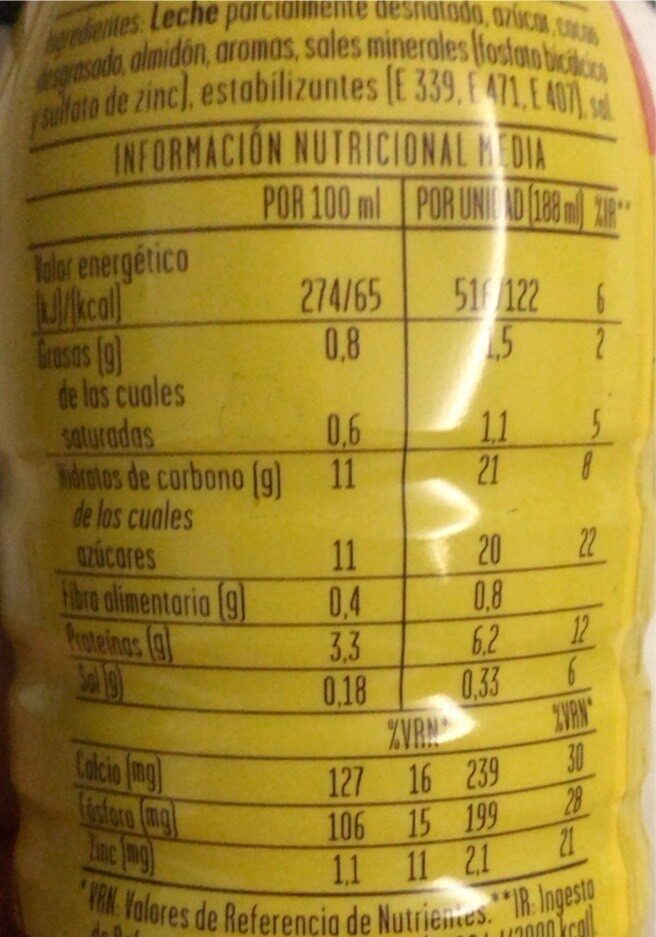 Ingredientes: Leche parcialmente desnatada, azúcar, cacao
desgrasado, almidón, aromas, sales minerales (fosfato bicálcico
y sulfato de zinc), estabilizantes (E 339, E 471, E 407), sal
INFORMACIÓN NUTRICIONAL MEDIA
POR 100 ml POR UNIDAD (188 ml) %IR**
Valor energético
(kJ)/(kcal) 274/65 516/122 6
Grasas (g) 0,8 1,5 2
de las cuales
saturadas 0,6 1,1 5
Hidratos de carbono (g) 11 21 8
de los cuales
azúcares 11 20 22
Fibra alimentaria (g) 0,4 0,8
Proteínas (g) 3,3 6,2 12
Sal (g) 0,18 0,33 6
%VRN* %VRN*
Calcio (mg) 127 16 239 30
Fósforo (mg) 106 15 199 28
Zinc (mg) 1,1 11 2,1 21
*VRN: Valores de Referencia de Nutrientes. **IR: Ingesta